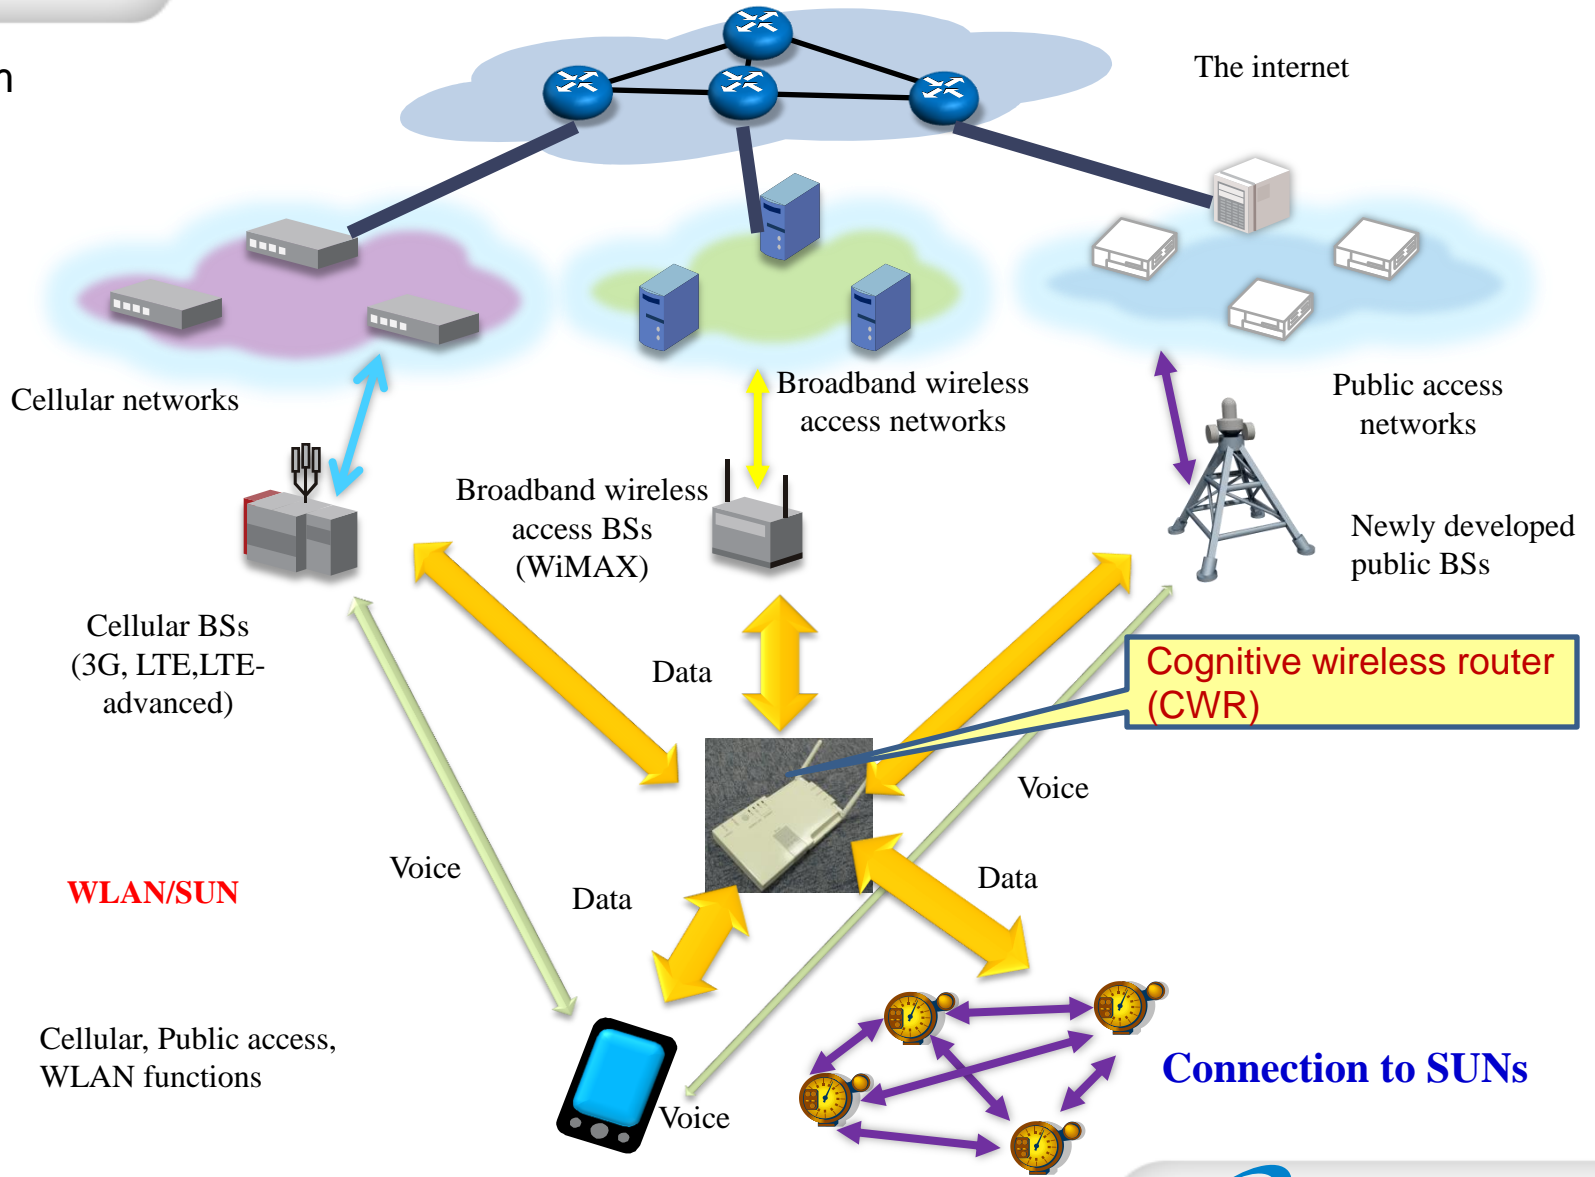 The internet
Cellular networks
Broadband wireless
access networks
Public access
networks
Broadband wireless
access BSs
(WiMAX)
Newly developed
public BSs
Cellular BSs
(3G, LTE,LTE-
advanced)
Data
Cognitive wireless router
(CWR)
Voice
Voice
WLAN/SUN
Data
Data
Cellular, Public access,
WLAN functions
Voice
Connection to SUNs